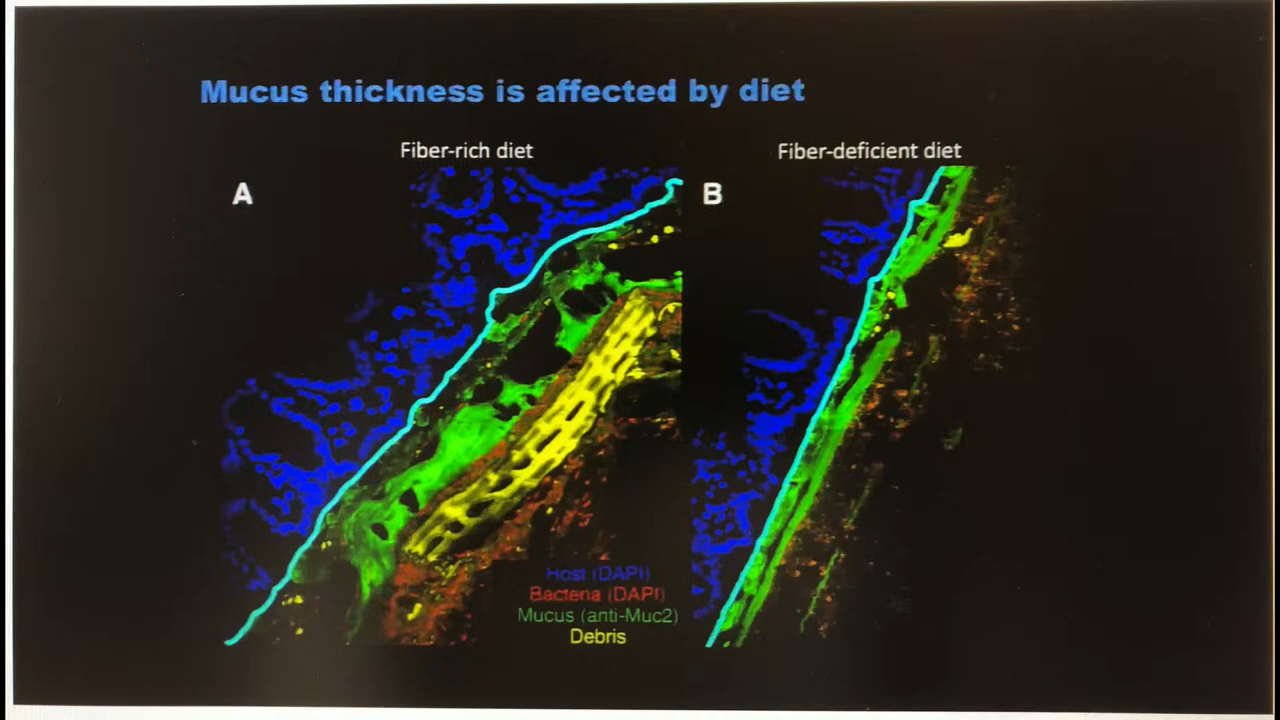 Mucus thickness is affected by diet
Fiber-rich diet
Fiber-deficient diet
A
B
Host (DAPI)
Bacteria (DAPI)
Mucus (anti-Muc2)
Debris